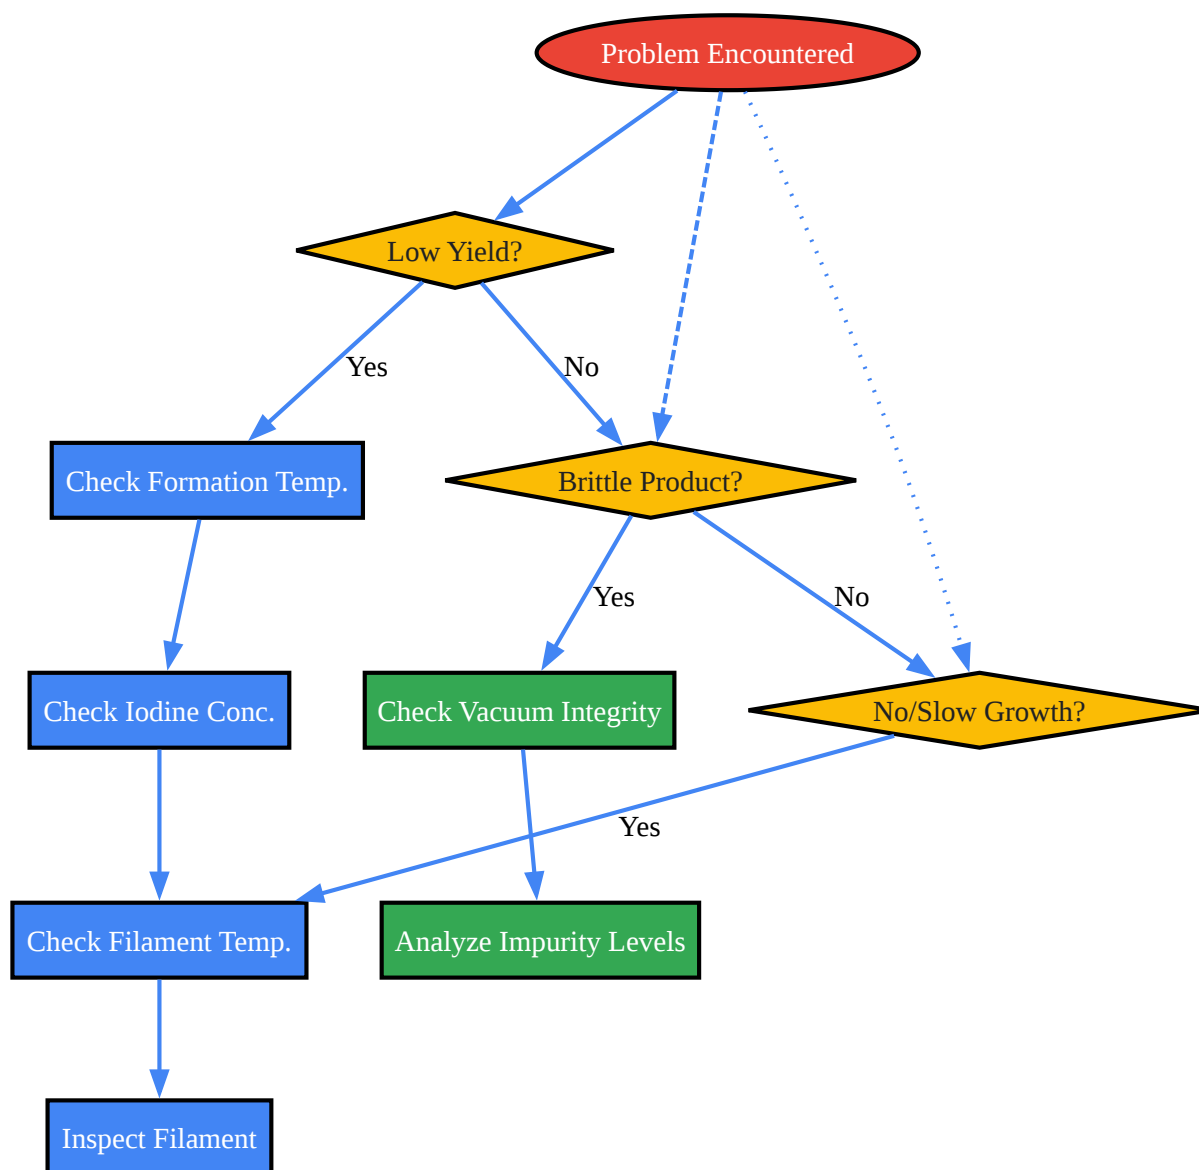 Problem Encountered
Low Yield?
Yes
No
Check Formation Temp.
Brittle Product?
Yes
No
Check Iodine Conc.
Check Vacuum Integrity
No/Slow Growth?
Yes
Check Filament Temp.
Analyze Impurity Levels
Inspect Filament